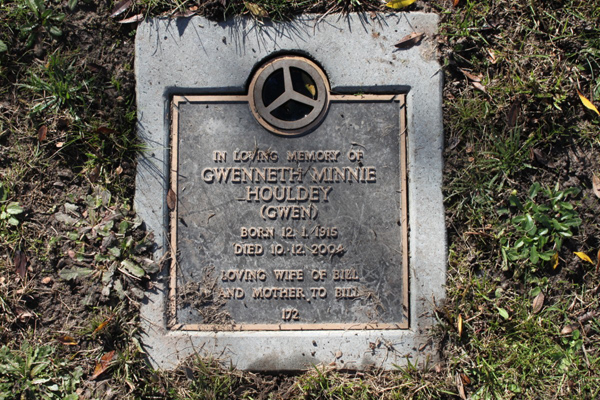 IN LOVING MEMORY OF
GWENNETH MINNIE
HOULDEY
(GWEN)
BORN 12.1.1915
DIED 10.12.2004
LOVING WIFE OF BILL
AND MOTHER TO BILL
172